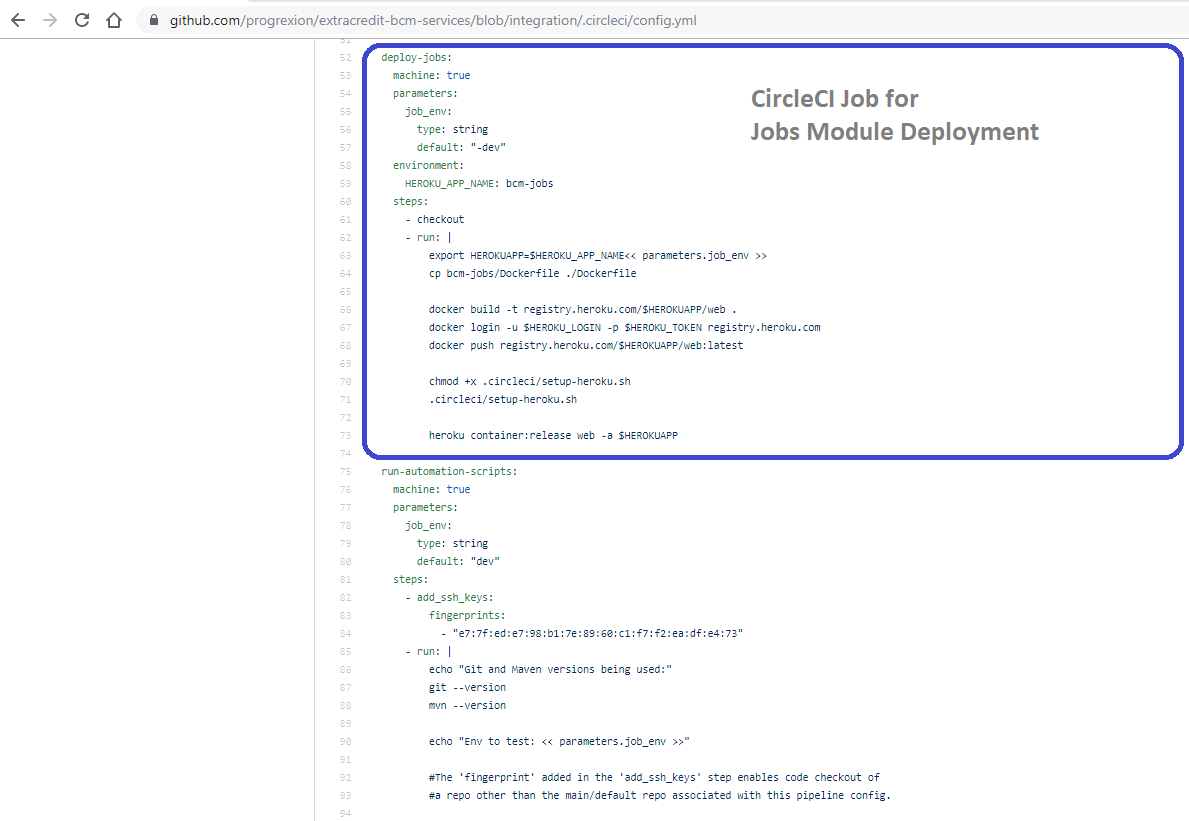 github.com/progrexion/extracredit-bcm-services/blob/integration/.circleci/config.yml
51
52 deploy-jobs:
53 machine: true
54 parameters:
55 job_env:
56 type: string
57 default: "-dev"
58 environment:
59 HEROKU_APP_NAME: bcm-jobs
60 steps:
61 - checkout
62 - run: |
63 export HEROKUAPP=$HEROKU_APP_NAME<< parameters.job_env >>
64 cp bcm-jobs/Dockerfile ./Dockerfile
65
66 docker build -t registry.heroku.com/$HEROKUAPP/web .
67 docker login -u $HEROKU_LOGIN -p $HEROKU_TOKEN registry.heroku.com
68 docker push registry.heroku.com/$HEROKUAPP/web:latest
69
70 chmod +x .circleci/setup-heroku.sh
71 .circleci/setup-heroku.sh
72
73 heroku container:release web -a $HEROKUAPP
74
CircleCI Job for
Jobs Module Deployment
75 run-automation-scripts:
76 machine: true
77 parameters:
78 job_env:
79 type: string
80 default: "dev"
81 steps:
82 - add_ssh_keys:
83 fingerprints:
84 - "e7:7f:ed:e7:98:b1:7e:89:60:c1:f7:f2:ea:df:e4:73"
85 - run: |
86 echo "Git and Maven versions being used:"
87 git --version
88 mvn --version
89
90 echo "Env to test: << parameters.job_env >>"
91
92 #The 'fingerprint' added in the 'add_ssh_keys' step enables code checkout of
93 #a repo other than the main/default repo associated with this pipeline config.
94